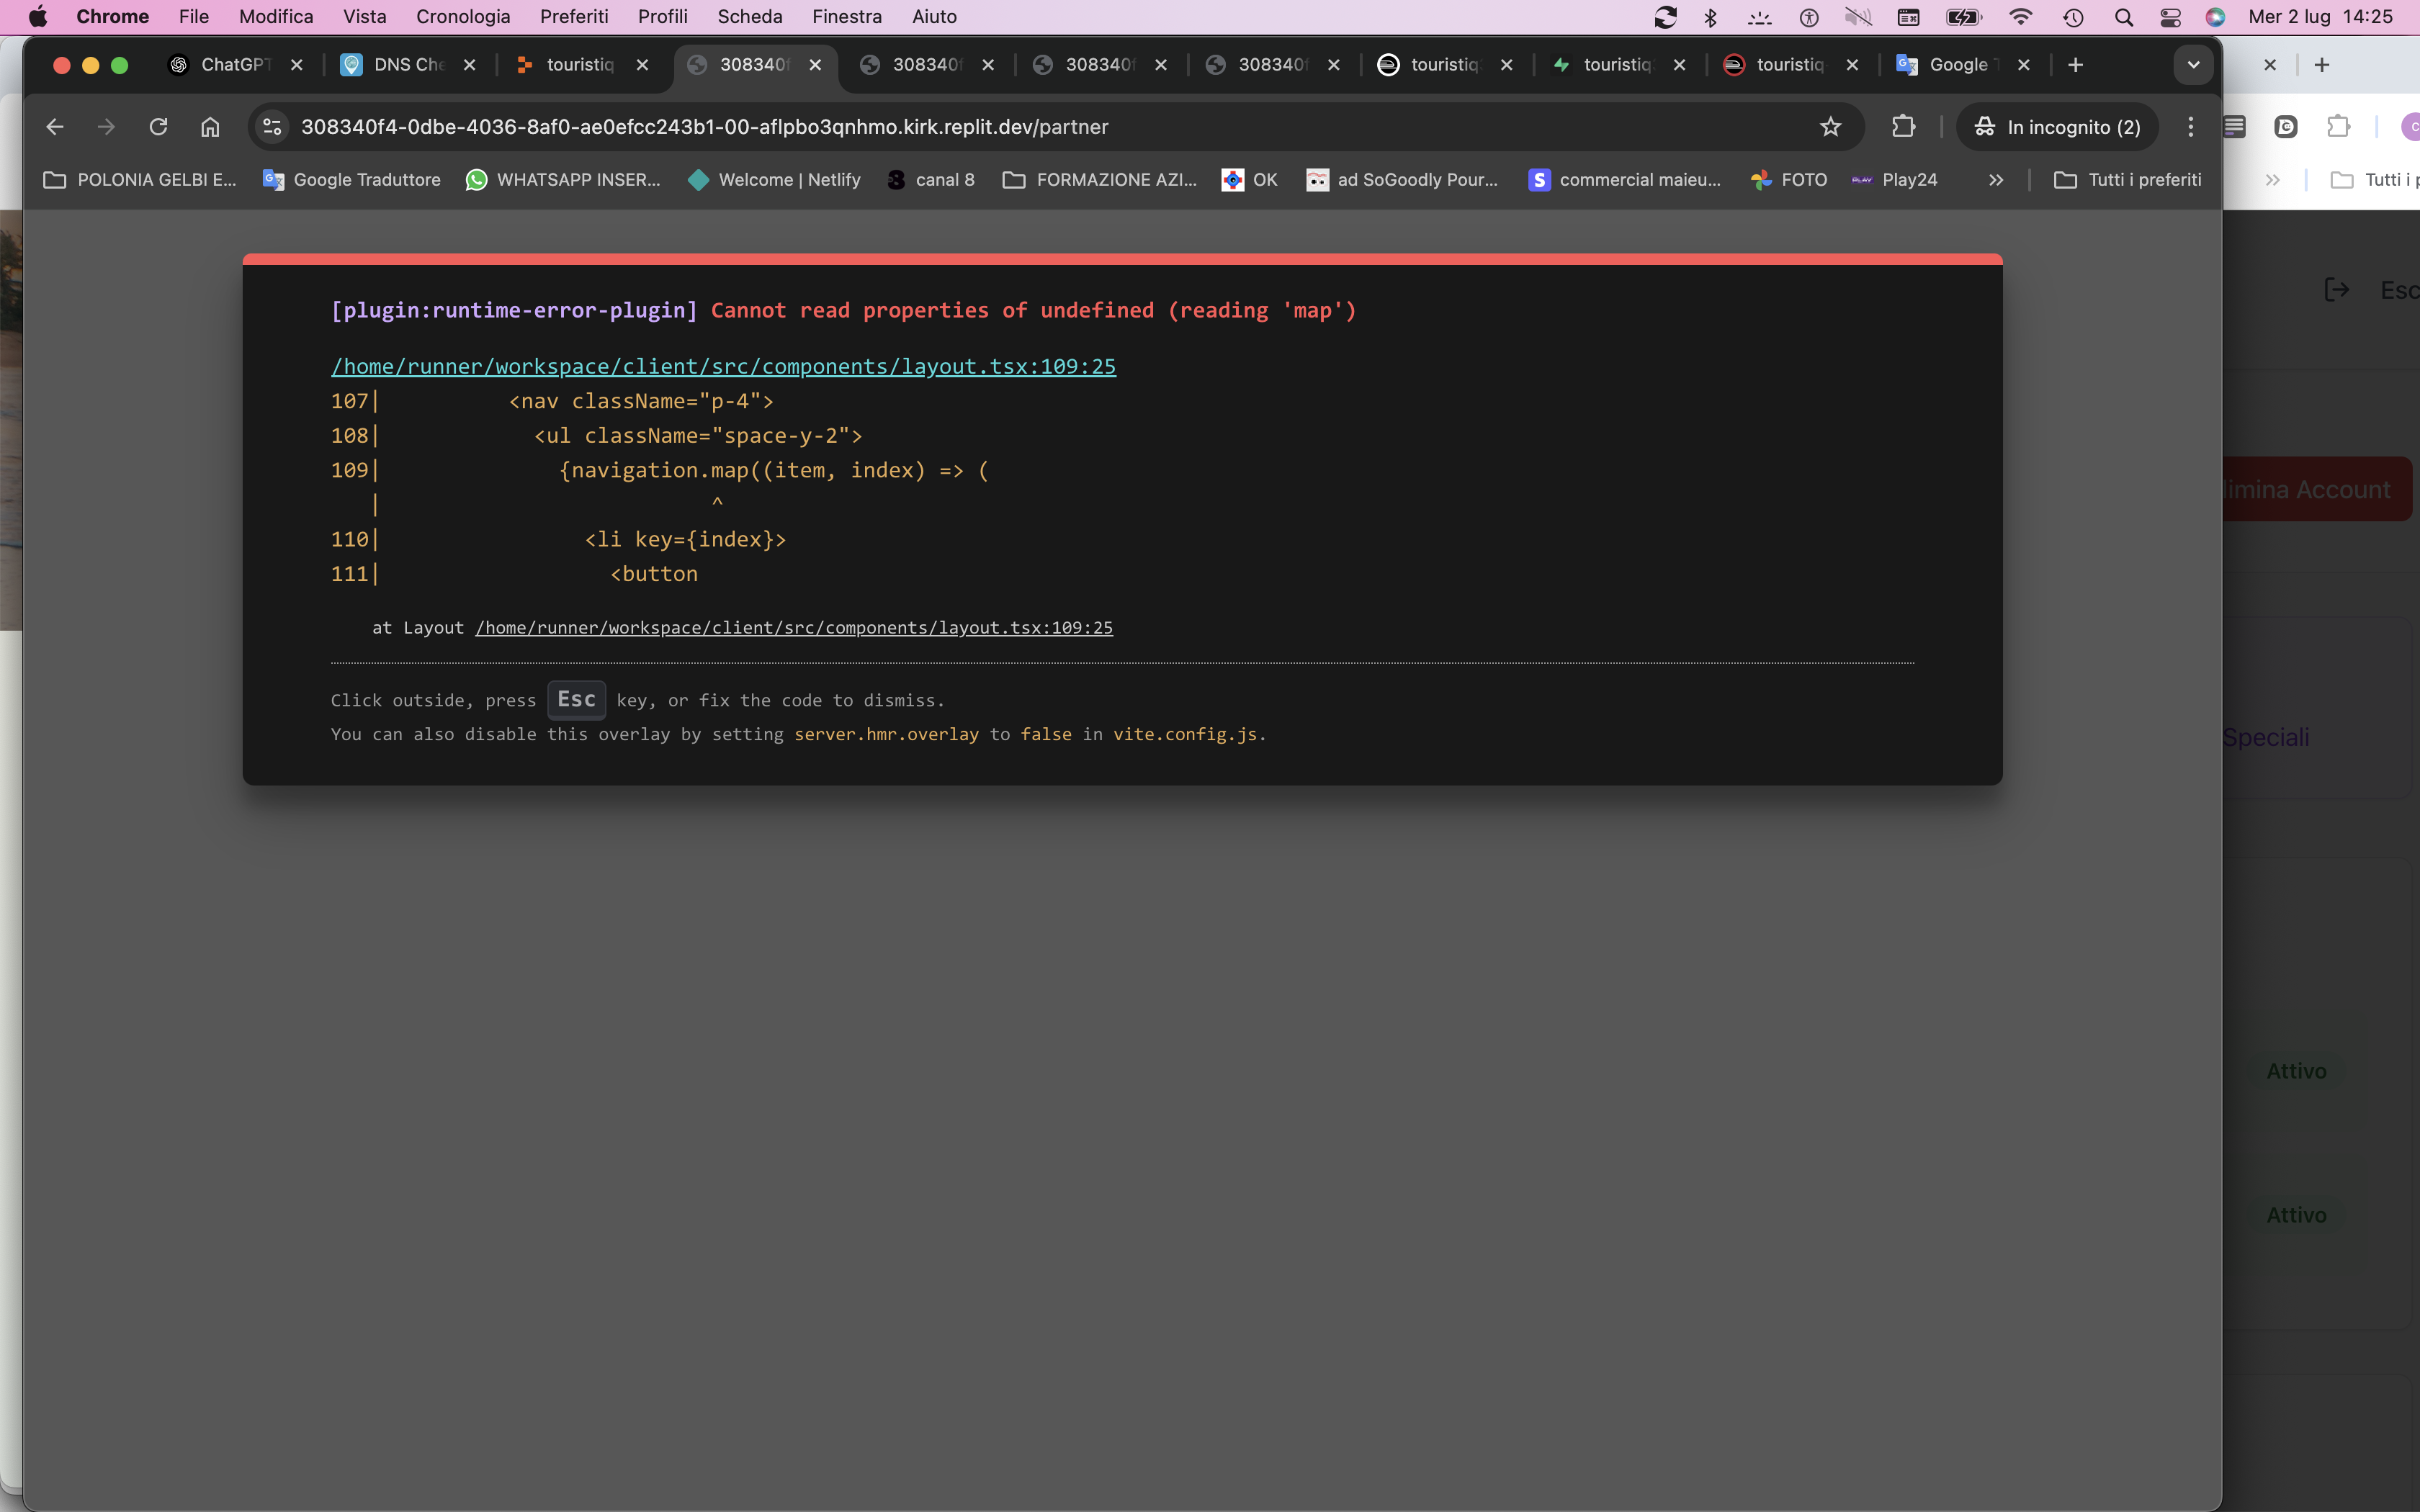 Chrome File Modifica Vista Cronologia Preferiti Profili Scheda Finestra Aiuto Mer 2 lug 14:25
ChatGPT DNS Che touristiq 308340f 308340f 308340f 308340f touristiq touristiq touristiq Google T
308340f4-0dbe-4036-8af0-ae0efcc243b1-00-aflpbo3qnhmo.kirk.replit.dev/partner In incognito (2)
POLONIA GELBI E... Google Traduttore WHATSAPP INSER... Welcome | Netlify canal 8 FORMAZIONE AZI... OK ad SoGoodly Pour... commercial maieu... FOTO Play24 » Tutti i preferiti » Tutti i p
[plugin:runtime-error-plugin] Cannot read properties of undefined (reading 'map')
/home/runner/workspace/client/src/components/layout.tsx:109:25
107| <nav className="p-4">
108| <ul className="space-y-2">
109| {navigation.map((item, index) => (
| ^
110| <li key={index}>
111| <button
at Layout /home/runner/workspace/client/src/components/layout.tsx:109:25
Click outside, press Esc key, or fix the code to dismiss.
You can also disable this overlay by setting server.hmr.overlay to false in vite.config.js.
Esc
limina Account
Speciali
Attivo
Attivo